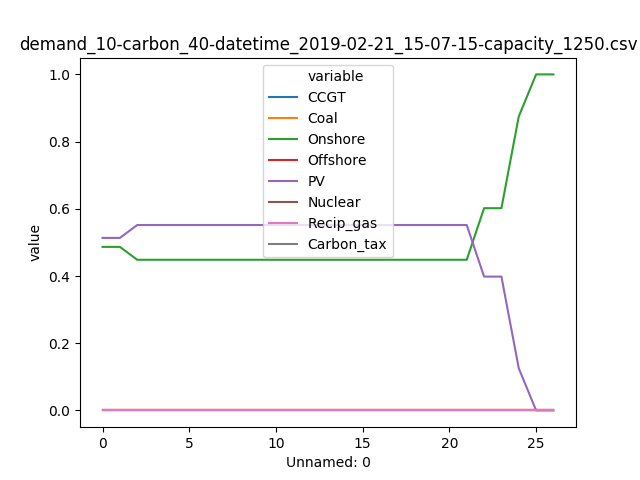 demand_10-carbon_40-datetime_2019-02-21_15-07-15-capacity_1250.csv
1.0
0.8
0.6
0.4
0.2
0.0
value
variable
CCGT
Coal
Onshore
Offshore
PV
Nuclear
Recip_gas
Carbon_tax
0 5 10 15 20 25
Unnamed: 0